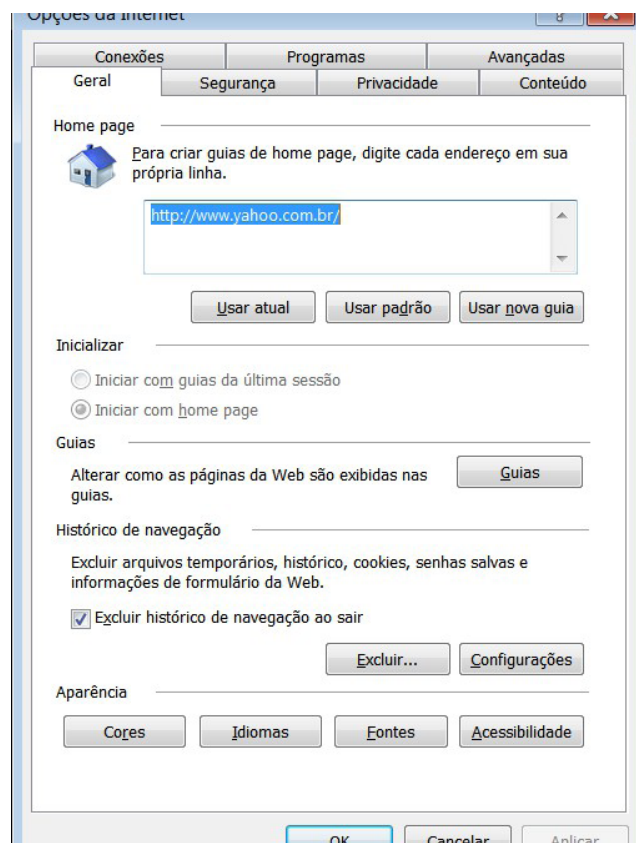 Opções da Internet
Conexões Programas Avançadas
Geral Segurança Privacidade Conteúdo
Home page
Para criar guias de home page, digite cada endereço em sua
própria linha.
http://www.yahoo.com.br/
Usar atual Usar padrão Usar nova guia
Inicializar
Iniciar com guias da última sessão
Iniciar com home page
Guias
Alterar como as páginas da Web são exibidas nas
guias.
Guias
Histórico de navegação
Excluir arquivos temporários, histórico, cookies, senhas salvas e
informações de formulário da Web.
Excluir histórico de navegação ao sair
Excluir... Configurações
Aparência
Cores Idiomas Fontes Acessibilidade
OK Cancelar Aplicar